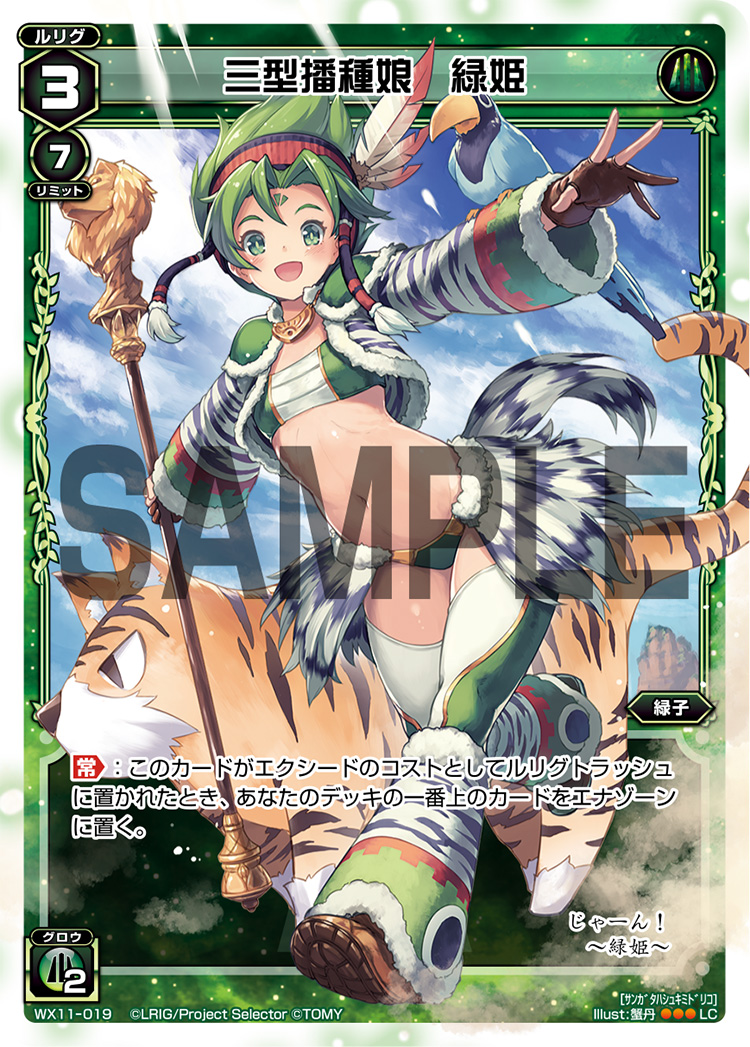 ルリグ
3
三型播種娘　緑姫
7
リミット
SAMPLE
緑子
常：このカードがエクシードのコストとしてルリグトラッシュ
に置かれたとき、あなたのデッキの一番上のカードをエナゾーン
に置く。
じゃーん！
～緑姫～
グロウ
2
[サンガタハシュキミドリコ]
WX11-019 ©LRIG/Project Selector ©TOMY Illust:蟹丹 LC